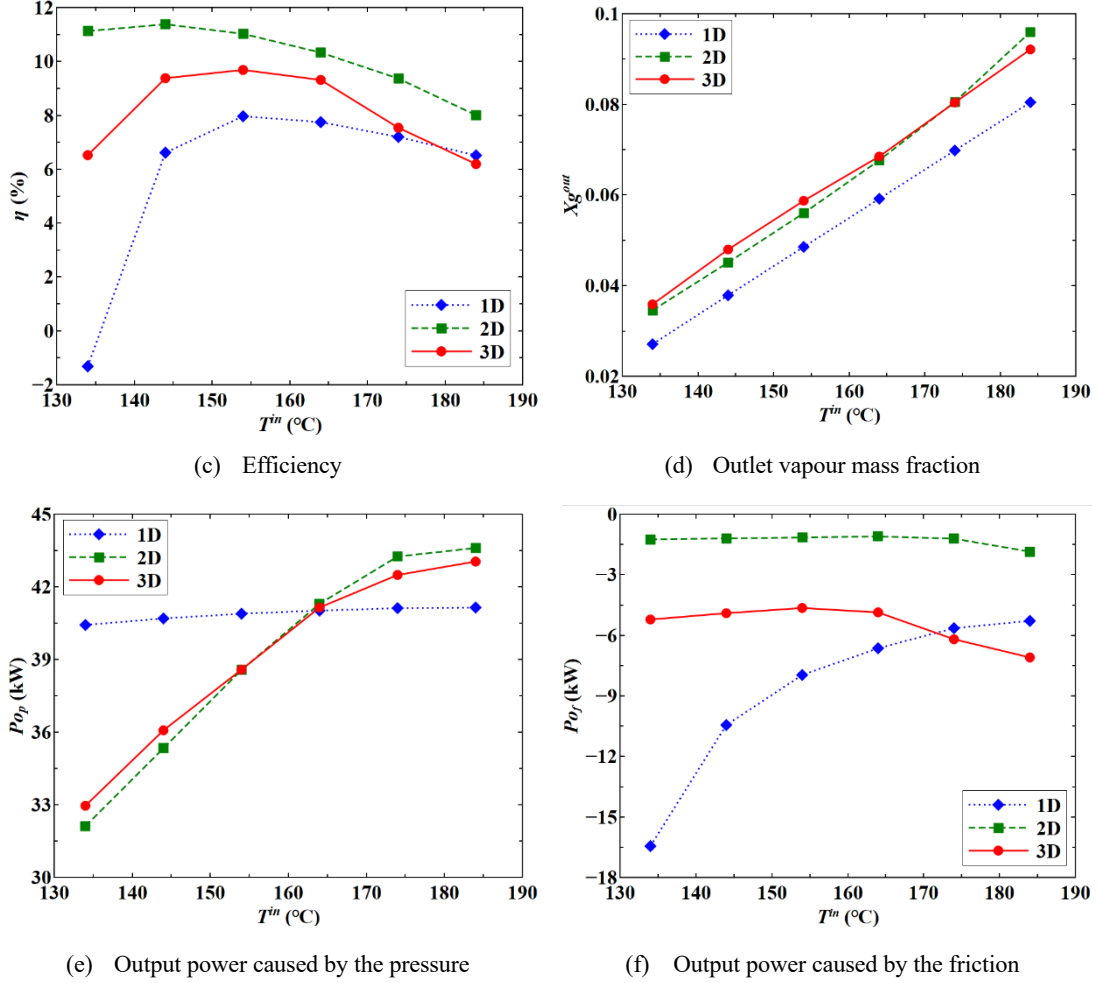 12
10
8
6
4
2
0
−2
η (%)
1D
2D
3D
130 140 150 160 170 180 190
T^in (°C)
(c) Efficiency
0.1
0.08
0.06
0.04
0.02
Xg^out
1D
2D
3D
130 140 150 160 170 180 190
T^in (°C)
(d) Outlet vapour mass fraction
45
42
39
36
33
30
Po_p (kW)
1D
2D
3D
130 140 150 160 170 180 190
T^in (°C)
(e) Output power caused by the pressure
0
−3
−6
−9
−12
−15
−18
Po_f (kW)
1D
2D
3D
130 140 150 160 170 180 190
T^in (°C)
(f) Output power caused by the friction